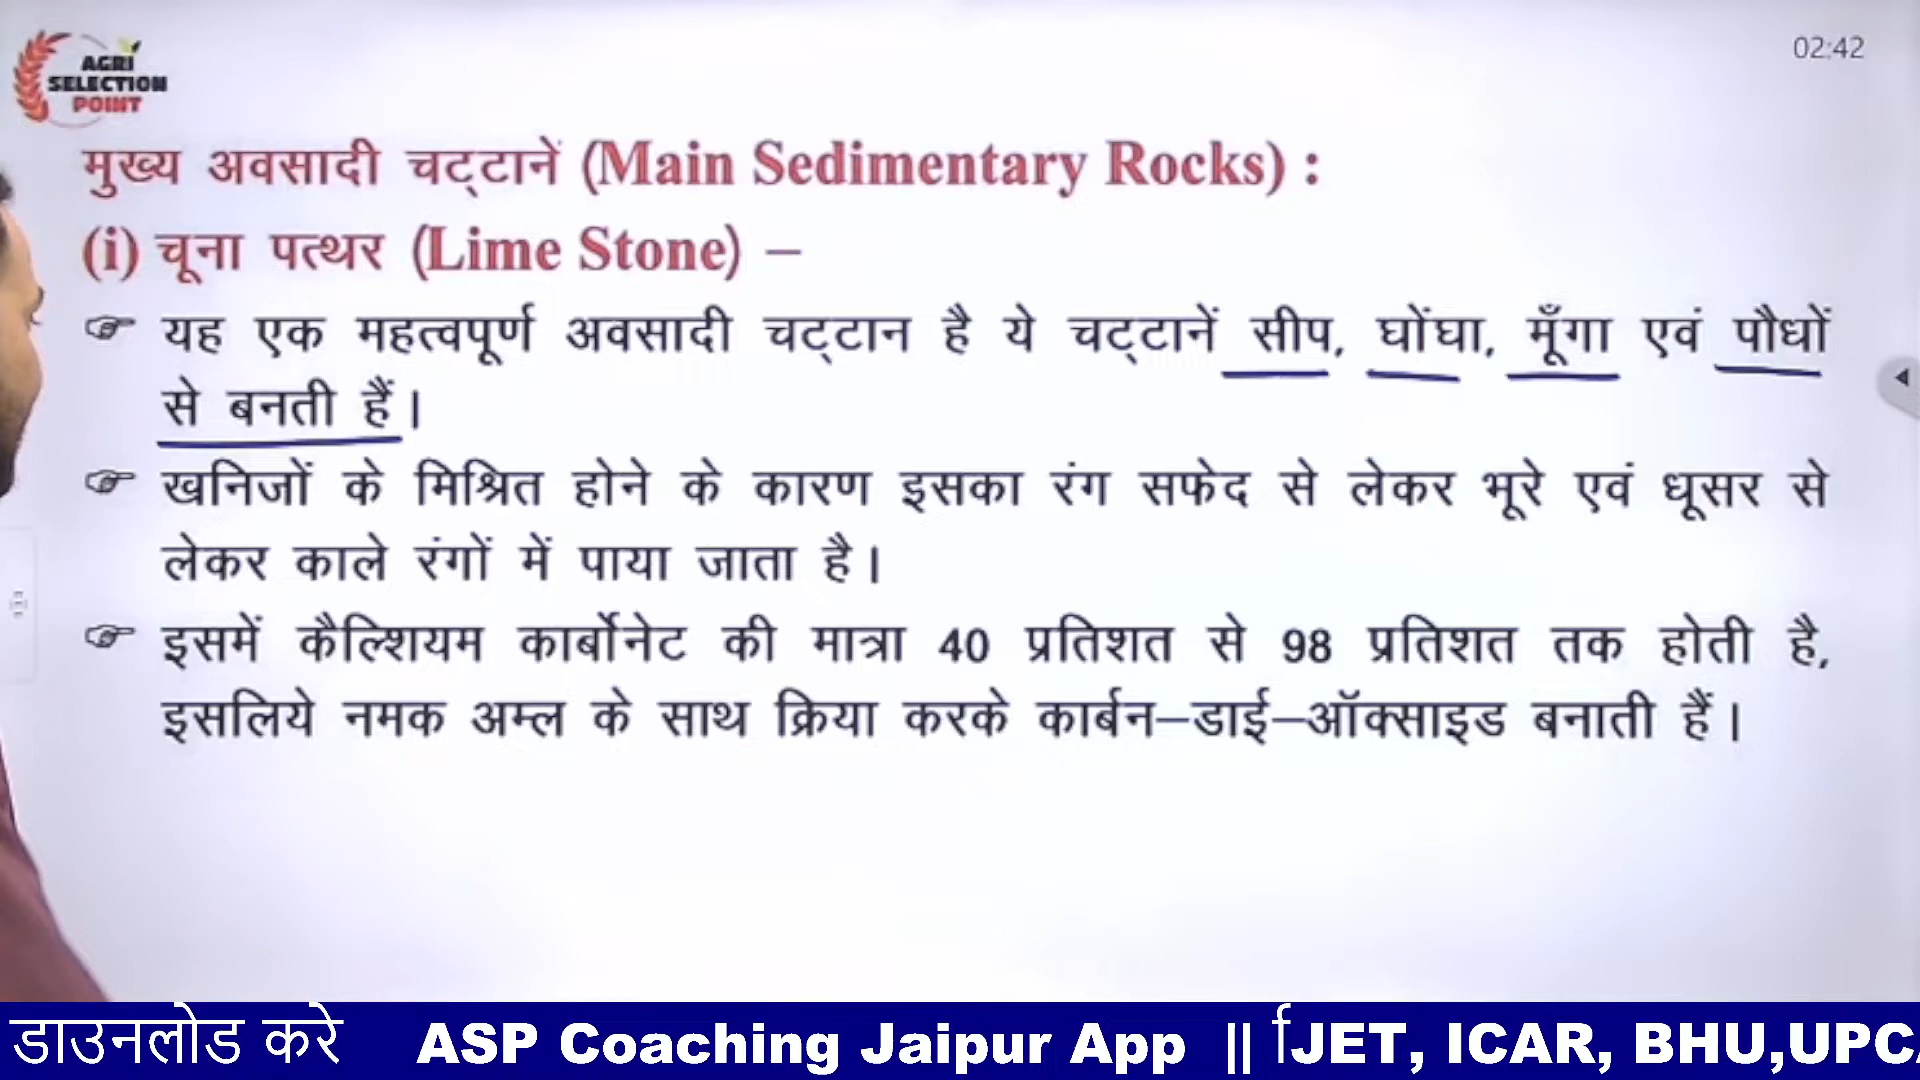 AGRI
SELECTION
POINT
02:42
मुख्य अवसादी चट्टानें (Main Sedimentary Rocks) :
(i) चूना पत्थर (Lime Stone) –
☞ यह एक महत्वपूर्ण अवसादी चट्टान है ये चट्टानें सीप, घोंघा, मूँगा एवं पौधों
से बनती हैं।
☞ खनिजों के मिश्रित होने के कारण इसका रंग सफेद से लेकर भूरे एवं धूसर से
लेकर काले रंगों में पाया जाता है।
☞ इसमें कैल्शियम कार्बोनेट की मात्रा 40 प्रतिशत से 98 प्रतिशत तक होती है,
इसलिये नमक अम्ल के साथ क्रिया करके कार्बन–डाई–ऑक्साइड बनाती हैं।
डाउनलोड करे ASP Coaching Jaipur App || JET, ICAR, BHU,UPC